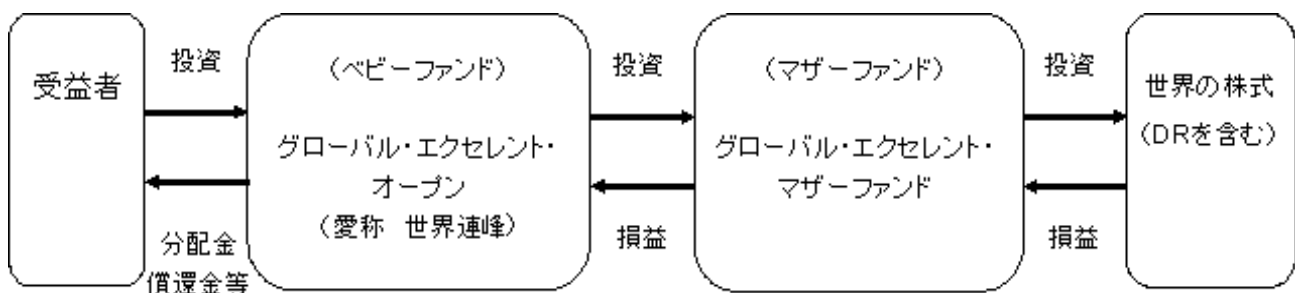 受益者
投資
分配金
償還金等
(ベビーファンド)
グローバル・エクセレント・
オープン
(愛称 世界連峰)
投資
損益
(マザーファンド)
グローバル・エクセレント・
マザーファンド
投資
損益
世界の株式
(DRを含む)